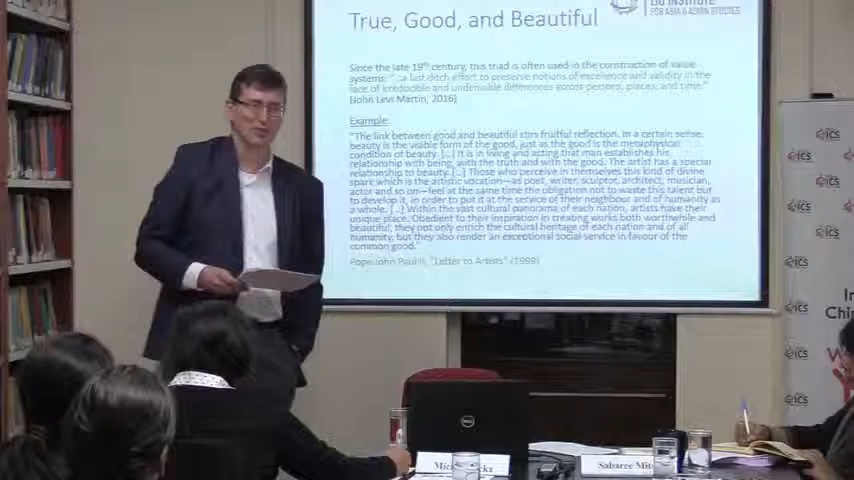 True, Good, and Beautiful
LIU INSTITUTE
FOR ASIA & ASIAN STUDIES
Since the late 19th century, this triad is often used in the construction of value
systems: "…a last ditch effort to preserve notions of excellence and validity in the
face of irreducible and undeniable differences across persons, places, and time."
(John Levi Martin, 2016)
Example:
"The link between good and beautiful stirs fruitful reflection. In a certain sense,
beauty is the visible form of the good, just as the good is the metaphysical
condition of beauty. […] It is in living and acting that man establishes his
relationship with being, with the truth and with the good. The artist has a special
relationship to beauty. […] Those who perceive in themselves this kind of divine
spark which is the artistic vocation—as poet, writer, sculptor, architect, musician,
actor and so on—feel at the same time the obligation not to waste this talent but
to develop it, in order to put it at the service of their neighbour and of humanity as
a whole. […] Within the vast cultural panorama of each nation, artists have their
unique place. Obedient to their inspiration in creating works both worthwhile and
beautiful, they not only enrich the cultural heritage of each nation and of all
humanity, but they also render an exceptional social service in favour of the
common good."
Pope John Paul II, "Letter to Artists" (1999)
ICS
ICS
ICS
ICS
ICS
ICS
ICS
ICS
In
Chi
DELL
Mic
ckx
Sabaree Mit